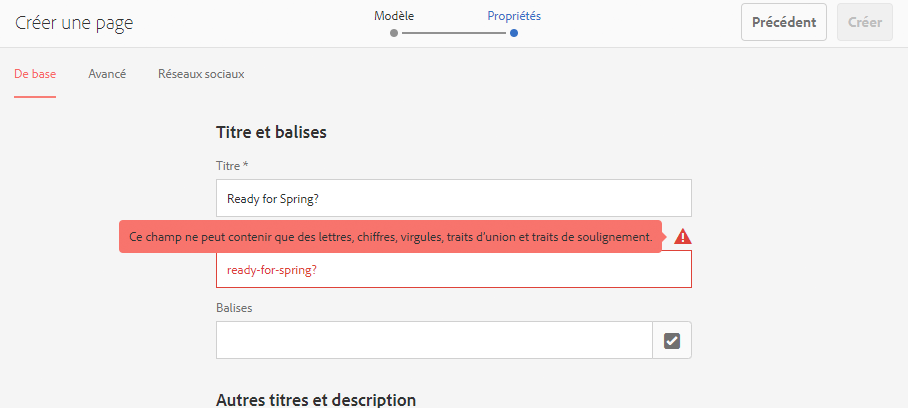 Créer une page
Modèle
Propriétés
Précédent
Créer
De base
Avancé
Réseaux sociaux
Titre et balises
Titre *
Ready for Spring?
Ce champ ne peut contenir que des lettres, chiffres, virgules, traits d'union et traits de soulignement.
ready-for-spring?
Balises
Autres titres et description